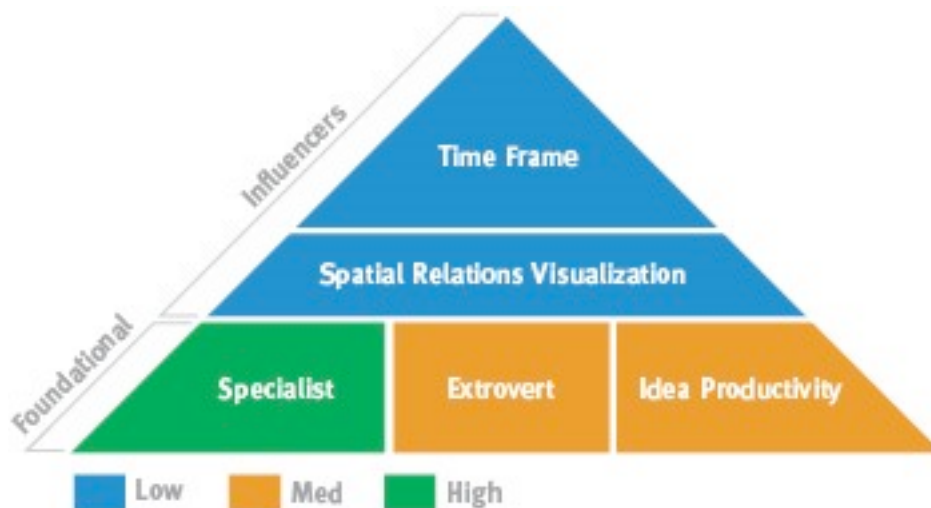 Influencers
Time Frame
Spatial Relations Visualization
Foundational
Specialist
Extrovert
Idea Productivity
Low
Med
High